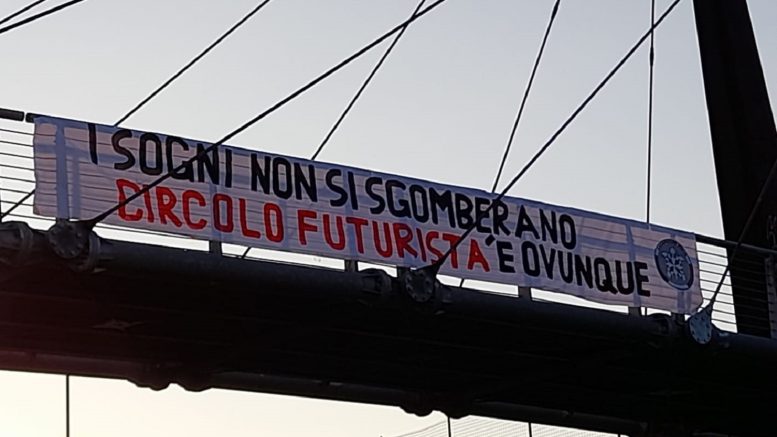 I SOGNI NON SI SGOMBERANO
CIRCOLO FUTURISTA É OVUNQUE